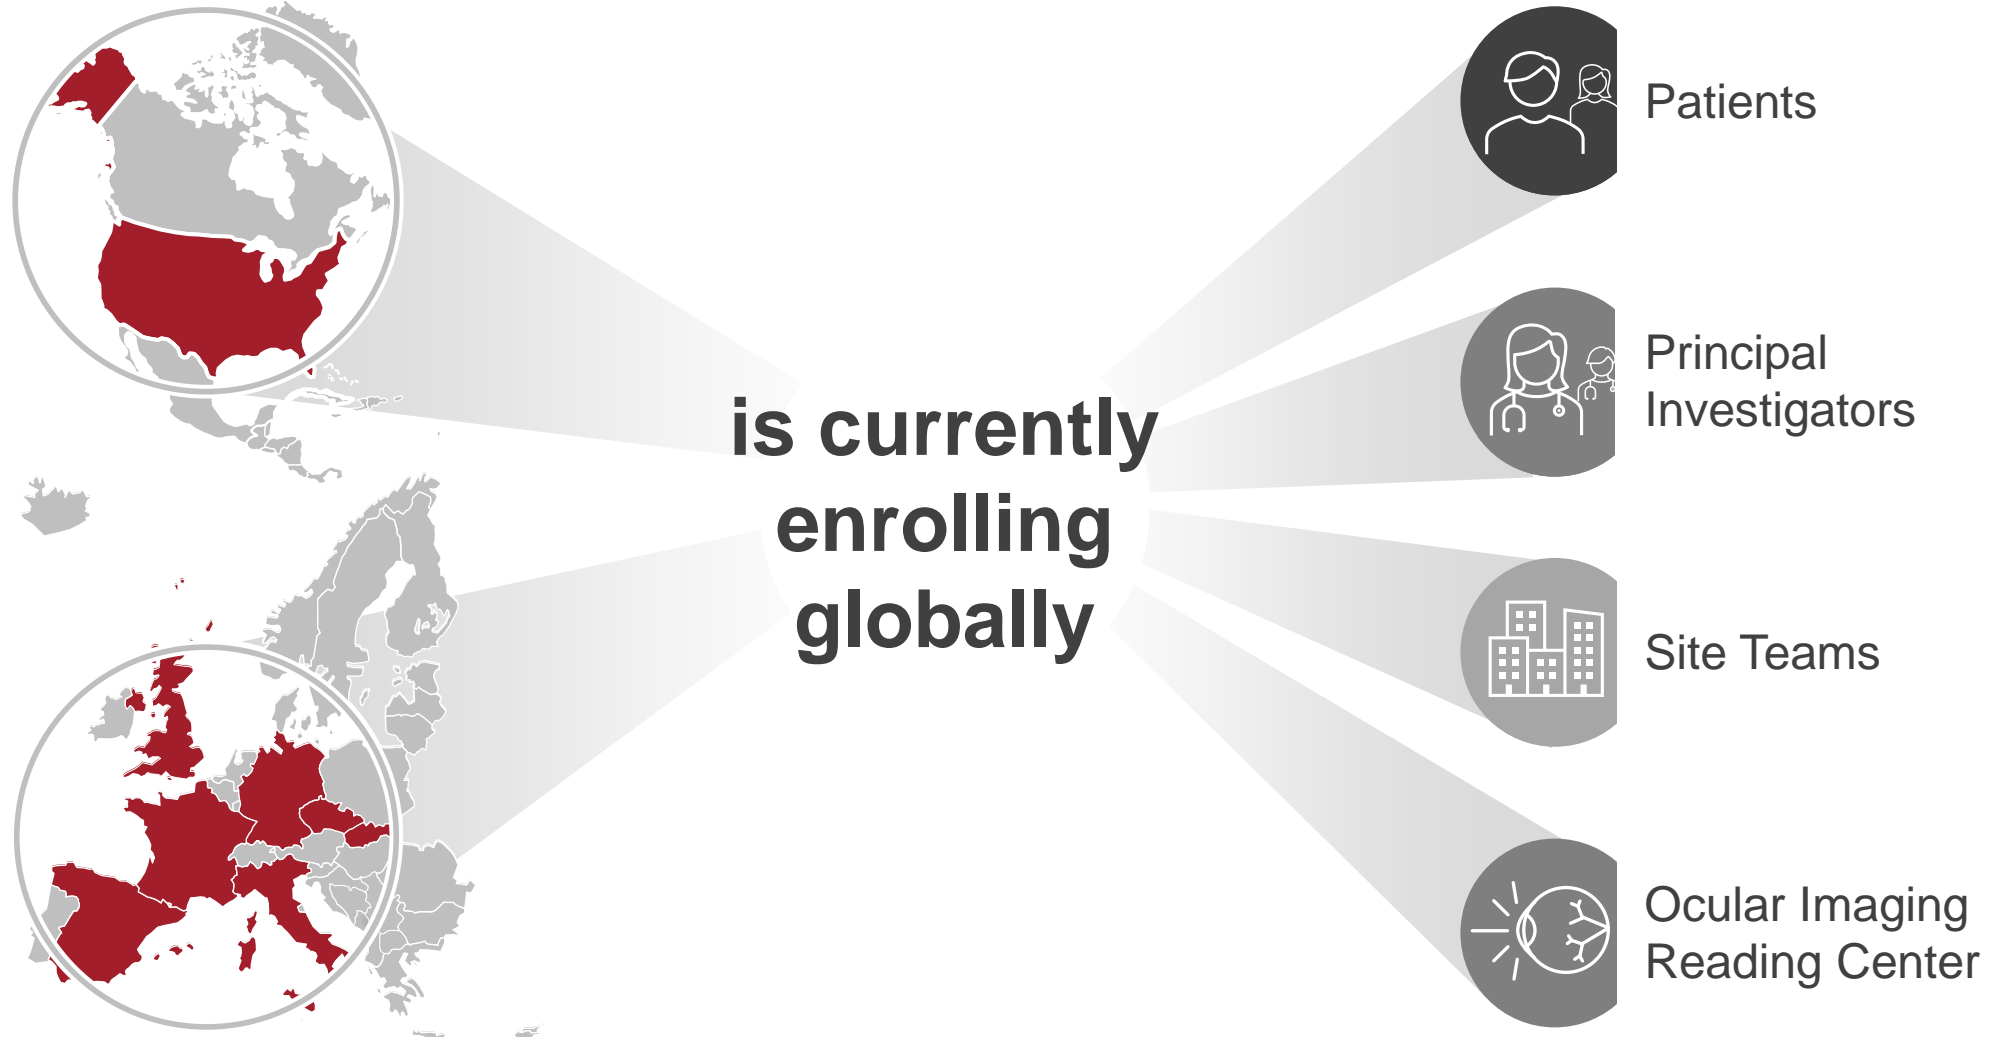 is currently
enrolling
globally
Patients
Principal
Investigators
Site Teams
Ocular Imaging
Reading Center